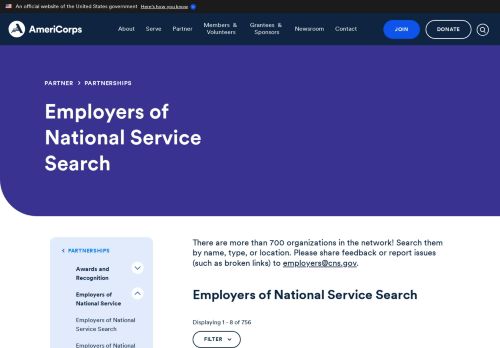 An official website of the United States government Here's how you know
AmeriCorps
About Serve Partner Members & Volunteers Grantees & Sponsors Newsroom Contact JOIN DONATE
PARTNER > PARTNERSHIPS
Employers of
National Service
Search
< PARTNERSHIPS
Awards and
Recognition
Employers of
National Service
Employers of National
Service Search
Employers of National
There are more than 700 organizations in the network! Search them
by name, type, or location. Please share feedback or report issues
(such as broken links) to employers@cns.gov.
Employers of National Service Search
Displaying 1 - 8 of 756
FILTER